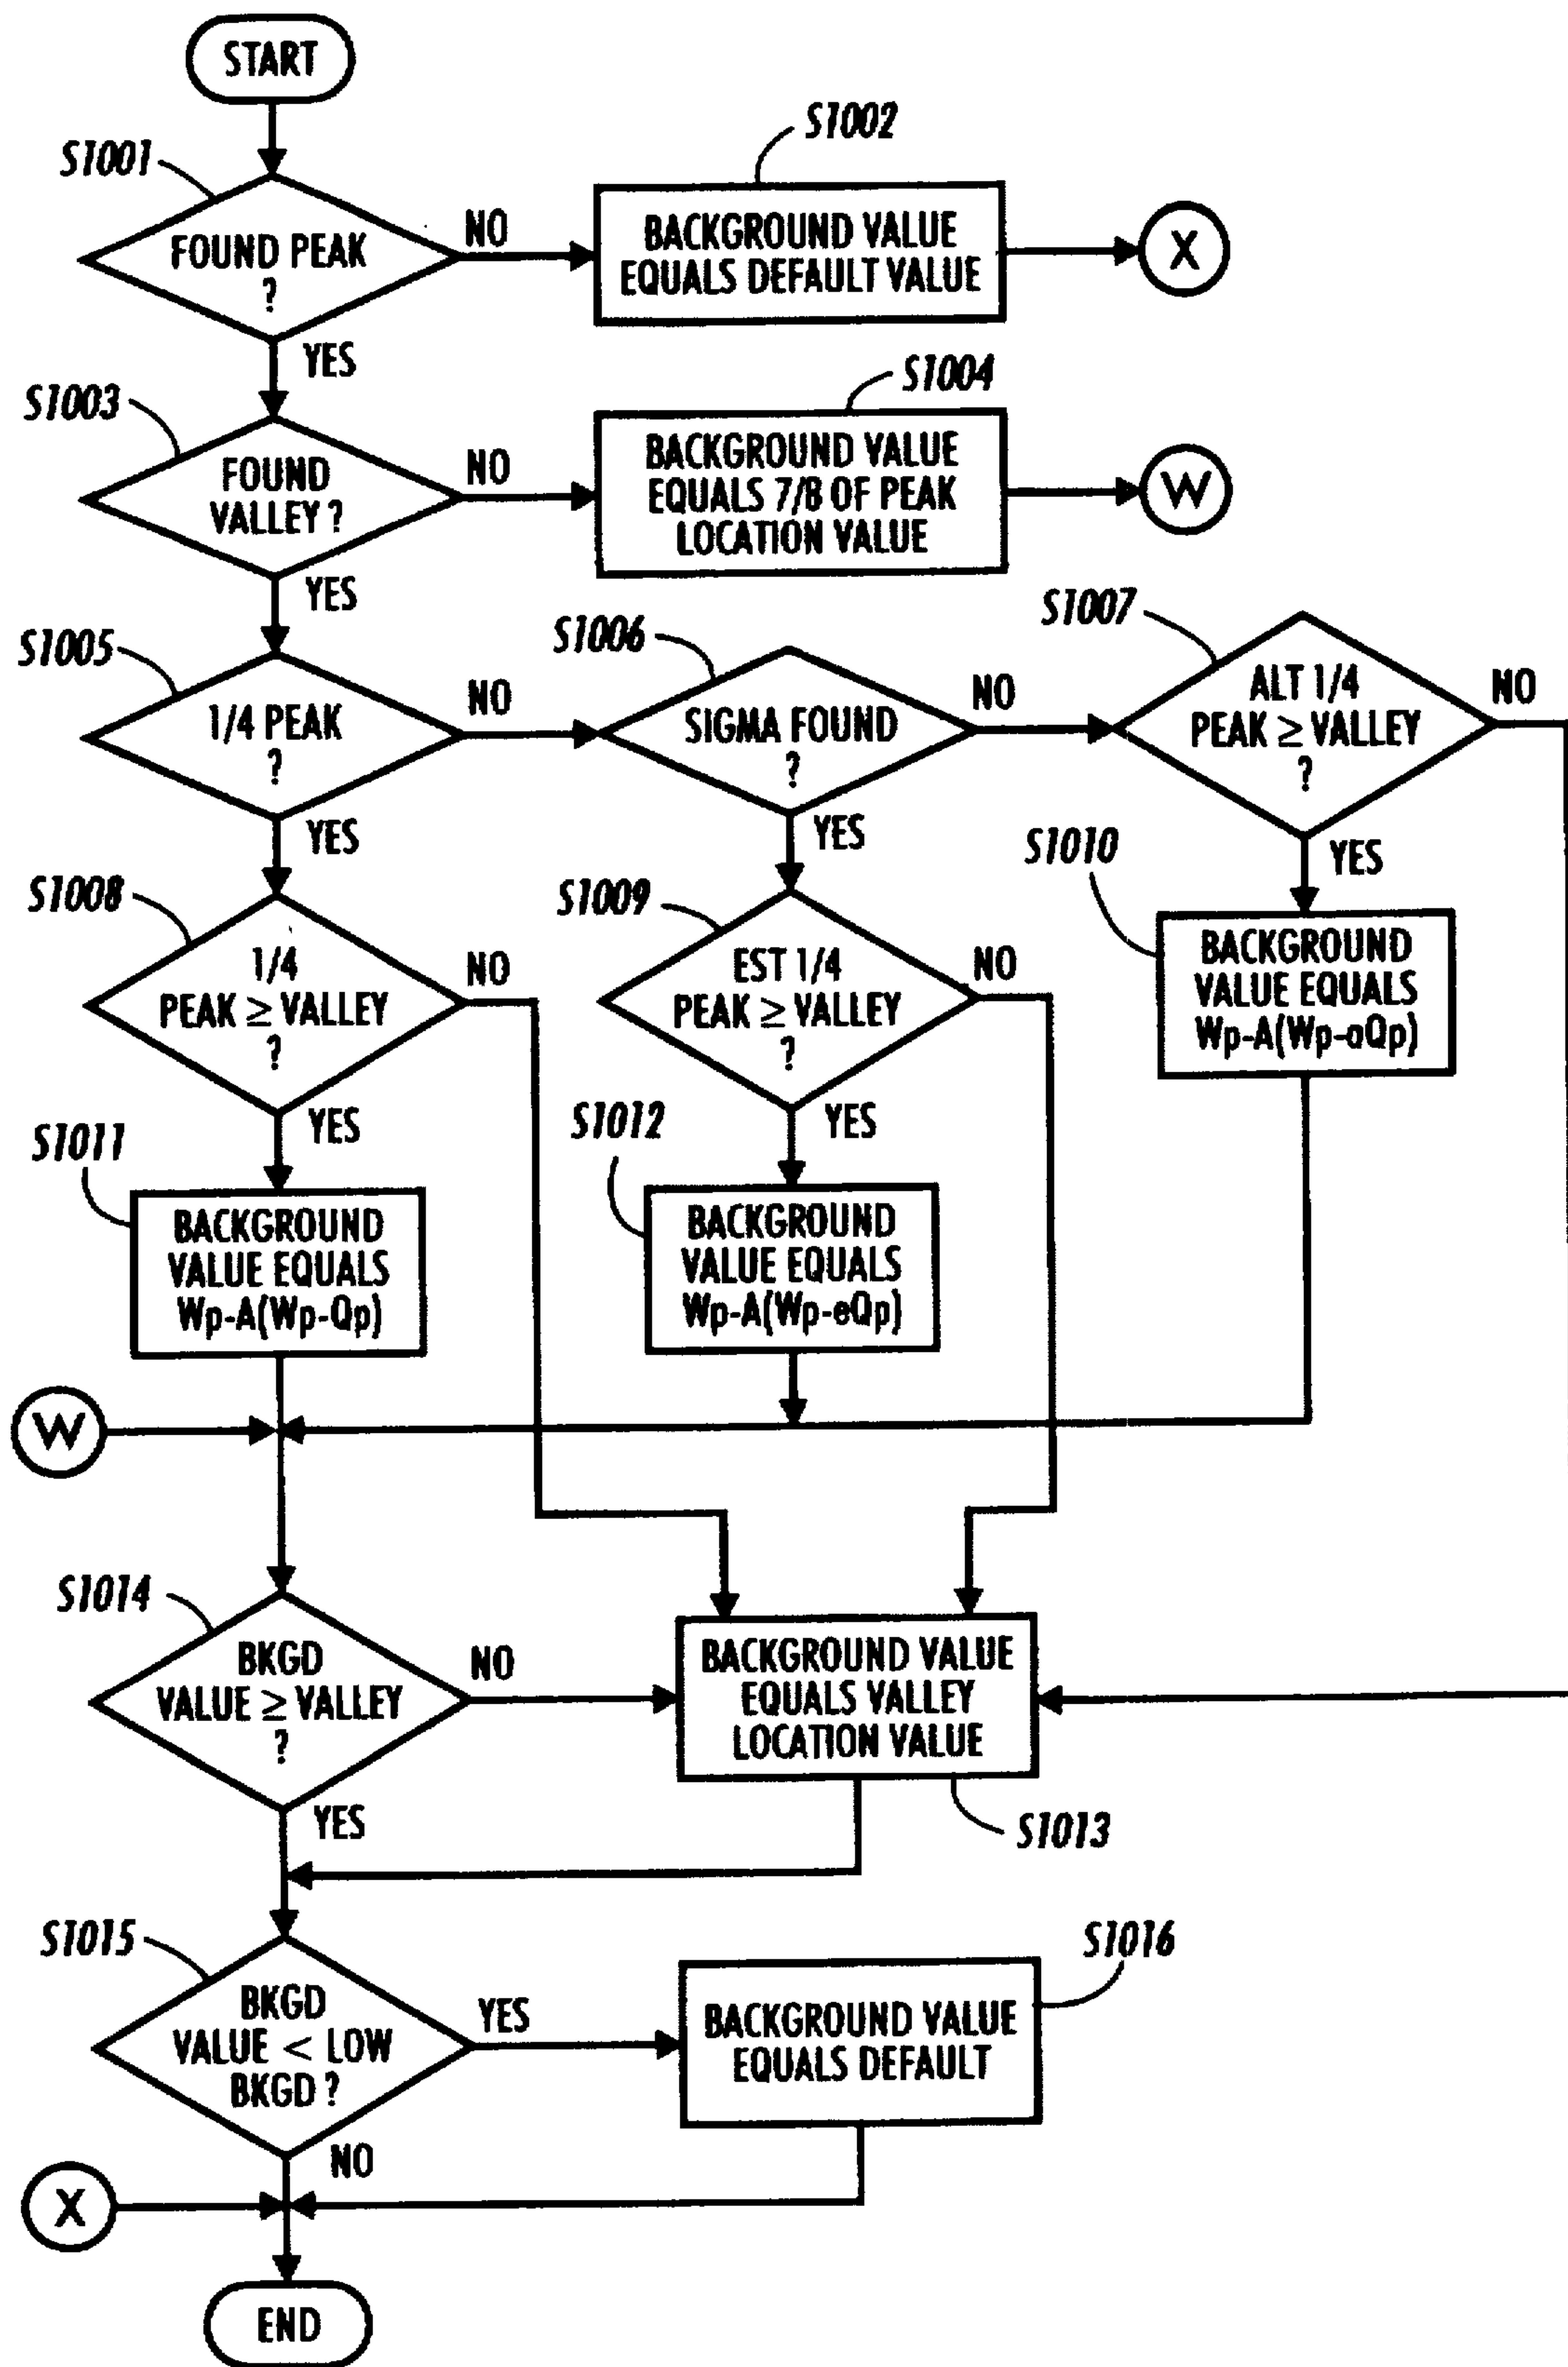 START
S1001
FOUND PEAK
?
NO
YES
S1002
BACKGROUND VALUE
EQUALS DEFAULT VALUE
X
S1003
FOUND
VALLEY ?
NO
YES
S1004
BACKGROUND VALUE
EQUALS 7/8 OF PEAK
LOCATION VALUE
W
S1005
1/4 PEAK
?
NO
YES
S1006
SIGMA FOUND
?
NO
YES
S1007
ALT 1/4
PEAK ≥ VALLEY
?
NO
YES
S1008
1/4
PEAK ≥ VALLEY
?
NO
YES
S1009
EST 1/4
PEAK ≥ VALLEY
?
NO
YES
S1010
BACKGROUND
VALUE EQUALS
Wp-A(Wp-aQp)
S1011
BACKGROUND
VALUE EQUALS
Wp-A(Wp-Qp)
S1012
BACKGROUND
VALUE EQUALS
Wp-A(Wp-eQp)
W
S1014
BKGD
VALUE ≥ VALLEY
?
NO
YES
BACKGROUND VALUE
EQUALS VALLEY
LOCATION VALUE
S1013
S1015
BKGD
VALUE < LOW
BKGD ?
YES
NO
S1016
BACKGROUND VALUE
EQUALS DEFAULT
X
END